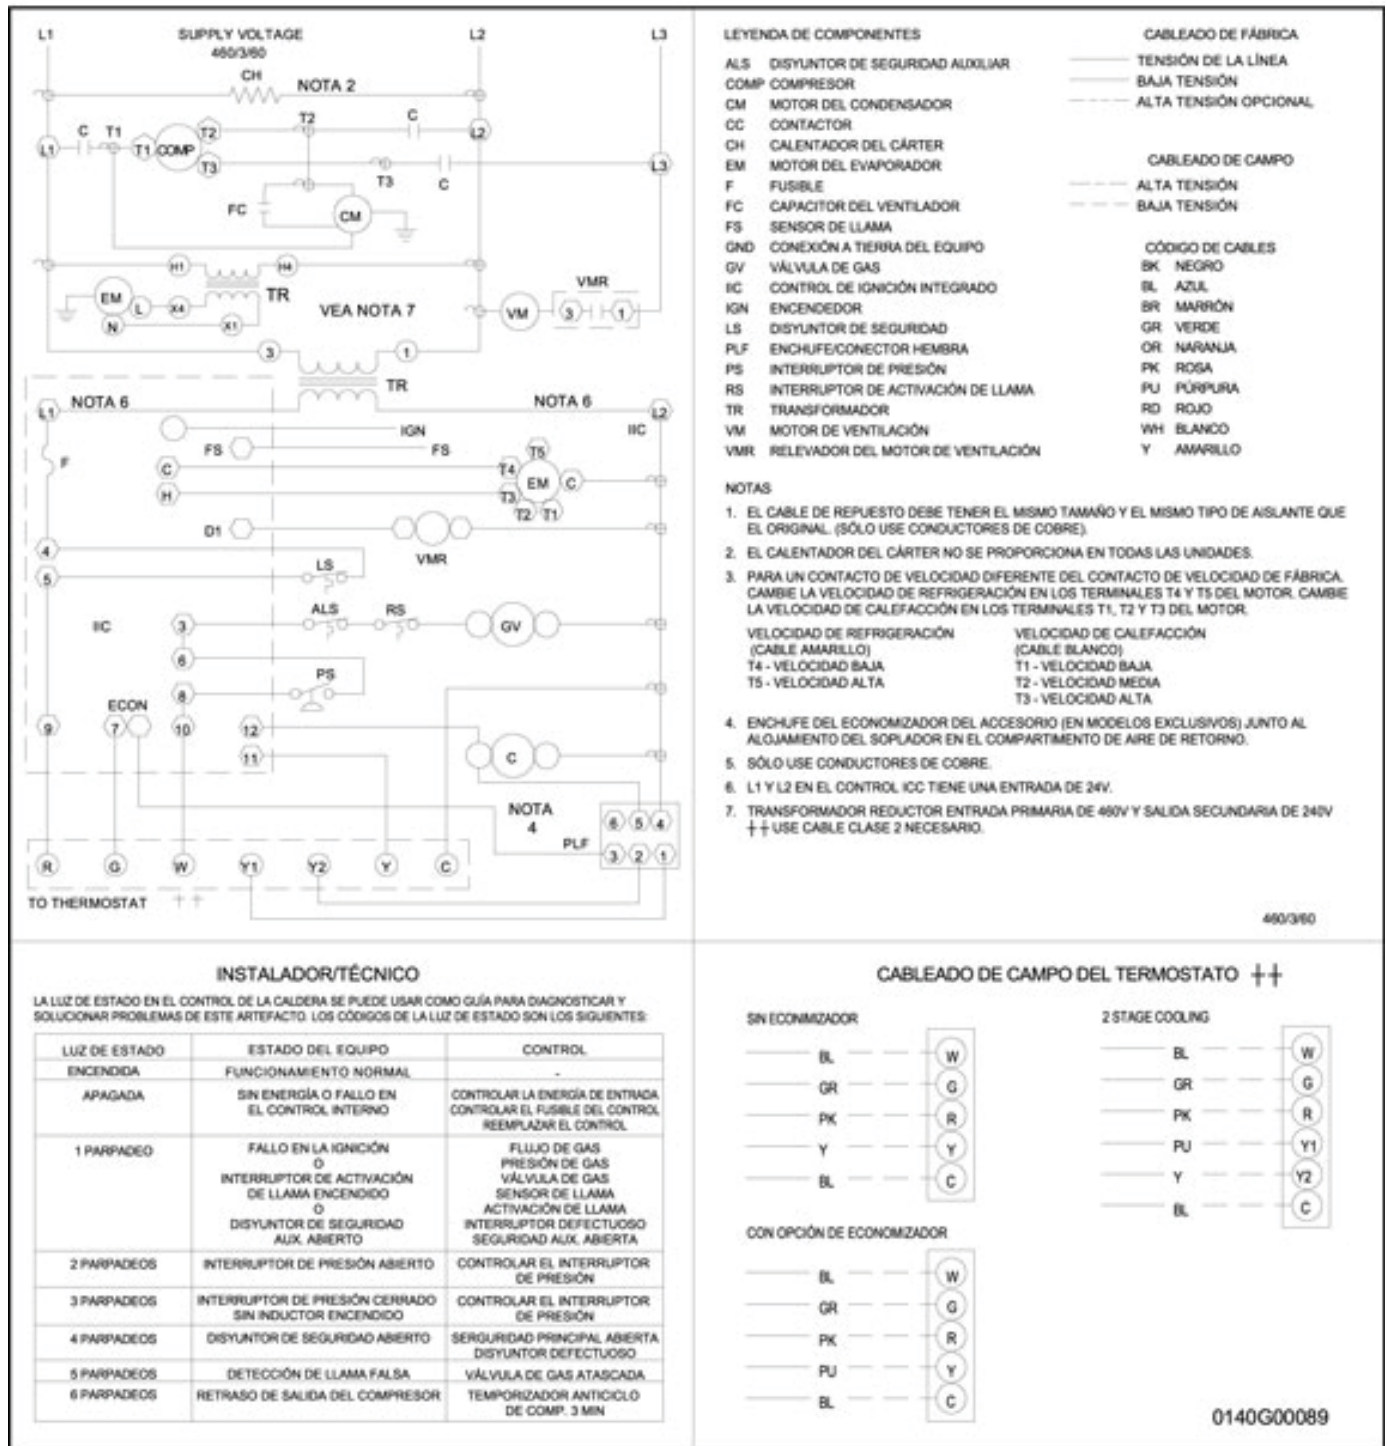 L1
SUPPLY VOLTAGE
460/3/60
L2
L3
CH
NOTA 2
C
T1
T2
T2
C
L1
T1
COMP
L2
T3
T3
C
L3
FC
CM
H1
H4
TR
EM
L
X4
N
X1
VEA NOTA 7
VMR
VM
3
1
3
1
TR
L1
NOTA 6
NOTA 6
L2
IGN
IIC
FS
FS
T5
F
C
T4
EM
C
H
T3
T2
T1
D1
VMR
4
LS
5
ALS
RS
IIC
3
GV
6
PS
8
ECON
9
7
10
12
11
C
NOTA
4
6
5
4
PLF
3
2
1
R
G
W
Y1
Y2
Y
C
TO THERMOSTAT ††
LEYENDA DE COMPONENTES
ALS DISYUNTOR DE SEGURIDAD AUXILIAR
COMP COMPRESOR
CM MOTOR DEL CONDENSADOR
CC CONTACTOR
CH CALENTADOR DEL CÁRTER
EM MOTOR DEL EVAPORADOR
F FUSIBLE
FC CAPACITOR DEL VENTILADOR
FS SENSOR DE LLAMA
GND CONEXIÓN A TIERRA DEL EQUIPO
GV VÁLVULA DE GAS
IIC CONTROL DE IGNICIÓN INTEGRADO
IGN ENCENDEDOR
LS DISYUNTOR DE SEGURIDAD
PLF ENCHUFE/CONECTOR HEMBRA
PS INTERRUPTOR DE PRESIÓN
RS INTERRUPTOR DE ACTIVACIÓN DE LLAMA
TR TRANSFORMADOR
VM MOTOR DE VENTILACIÓN
VMR RELEVADOR DEL MOTOR DE VENTILACIÓN
CABLEADO DE FÁBRICA
TENSIÓN DE LA LÍNEA
BAJA TENSIÓN
ALTA TENSIÓN OPCIONAL
CABLEADO DE CAMPO
ALTA TENSIÓN
BAJA TENSIÓN
CÓDIGO DE CABLES
BK NEGRO
BL AZUL
BR MARRÓN
GR VERDE
OR NARANJA
PK ROSA
PU PÚRPURA
RD ROJO
WH BLANCO
Y AMARILLO
NOTAS
1. EL CABLE DE REPUESTO DEBE TENER EL MISMO TAMAÑO Y EL MISMO TIPO DE AISLANTE QUE
EL ORIGINAL. (SÓLO USE CONDUCTORES DE COBRE).
2. EL CALENTADOR DEL CÁRTER NO SE PROPORCIONA EN TODAS LAS UNIDADES.
3. PARA UN CONTACTO DE VELOCIDAD DIFERENTE DEL CONTACTO DE VELOCIDAD DE FÁBRICA.
CAMBIE LA VELOCIDAD DE REFRIGERACIÓN EN LOS TERMINALES T4 Y T5 DEL MOTOR. CAMBIE
LA VELOCIDAD DE CALEFACCIÓN EN LOS TERMINALES T1, T2 Y T3 DEL MOTOR.
VELOCIDAD DE REFRIGERACIÓN
(CABLE AMARILLO)
T4 - VELOCIDAD BAJA
T5 - VELOCIDAD ALTA
VELOCIDAD DE CALEFACCIÓN
(CABLE BLANCO)
T1 - VELOCIDAD BAJA
T2 - VELOCIDAD MEDIA
T3 - VELOCIDAD ALTA
4. ENCHUFE DEL ECONOMIZADOR DEL ACCESORIO (EN MODELOS EXCLUSIVOS) JUNTO AL
ALOJAMIENTO DEL SOPLADOR EN EL COMPARTIMENTO DE AIRE DE RETORNO.
5. SÓLO USE CONDUCTORES DE COBRE.
6. L1 Y L2 EN EL CONTROL ICC TIENE UNA ENTRADA DE 24V.
7. TRANSFORMADOR REDUCTOR ENTRADA PRIMARIA DE 460V Y SALIDA SECUNDARIA DE 240V
‡‡ USE CABLE CLASE 2 NECESARIO.
460/3/60
INSTALADOR/TÉCNICO
LA LUZ DE ESTADO EN EL CONTROL DE LA CALDERA SE PUEDE USAR COMO GUÍA PARA DIAGNOSTICAR Y
SOLUCIONAR PROBLEMAS DE ESTE ARTEFACTO. LOS CÓDIGOS DE LA LUZ DE ESTADO SON LOS SIGUIENTES:
LUZ DE ESTADO ESTADO DEL EQUIPO CONTROL
ENCENDIDA FUNCIONAMIENTO NORMAL -
APAGADA
SIN ENERGÍA O FALLO EN
EL CONTROL INTERNO
CONTROLAR LA ENERGÍA DE ENTRADA
CONTROLAR EL FUSIBLE DEL CONTROL
REEMPLAZAR EL CONTROL
1 PARPADEO
FALLO EN LA IGNICIÓN
O
INTERRUPTOR DE ACTIVACIÓN
DE LLAMA ENCENDIDO
O
DISYUNTOR DE SEGURIDAD
AUX. ABIERTO
FLUJO DE GAS
PRESIÓN DE GAS
VÁLVULA DE GAS
SENSOR DE LLAMA
ACTIVACIÓN DE LLAMA
INTERRUPTOR DEFECTUOSO
SEGURIDAD AUX. ABIERTA
2 PARPADEOS
INTERRUPTOR DE PRESIÓN ABIERTO
CONTROLAR EL INTERRUPTOR
DE PRESIÓN
3 PARPADEOS
INTERRUPTOR DE PRESIÓN CERRADO
SIN INDUCTOR ENCENDIDO
CONTROLAR EL INTERRUPTOR
DE PRESIÓN
4 PARPADEOS
DISYUNTOR DE SEGURIDAD ABIERTO
SERGURIDAD PRINCIPAL ABIERTA
DISYUNTOR DEFECTUOSO
5 PARPADEOS
DETECCIÓN DE LLAMA FALSA
VÁLVULA DE GAS ATASCADA
6 PARPADEOS
RETRASO DE SALIDA DEL COMPRESOR
TEMPORIZADOR ANTICICLO
DE COMP. 3 MIN
CABLEADO DE CAMPO DEL TERMOSTATO ‡‡
SIN ECONIMIZADOR
BL W
GR G
PK R
Y Y
BL C
2 STAGE COOLING
BL W
GR G
PK R
PU Y1
Y Y2
BL C
CON OPCIÓN DE ECONOMIZADOR
BL W
GR G
PK R
PU Y
BL C
0140G00089